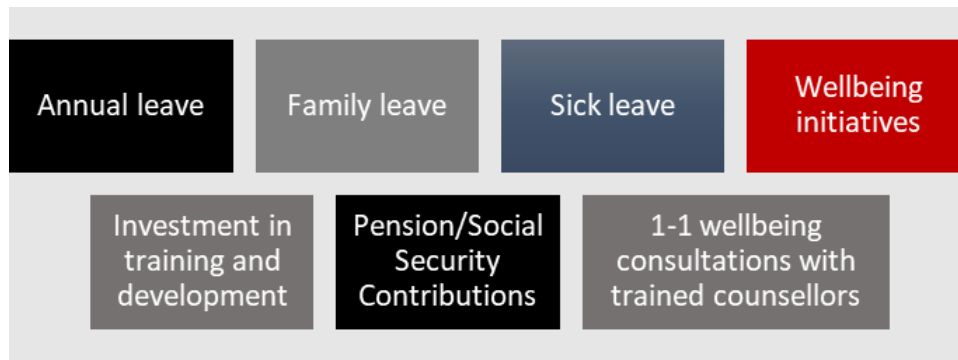 Annual leave
Family leave
Sick leave
Wellbeing
initiatives
Investment in
training and
development
Pension/Social
Security
Contributions
1-1 wellbeing
consultations with
trained counsellors